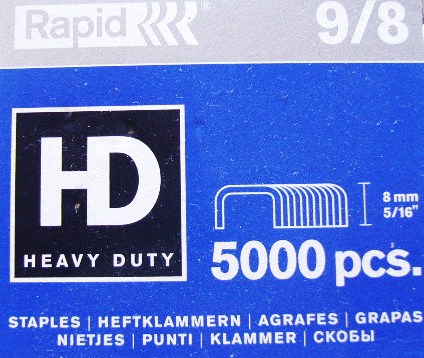 Rapid ® 9/8
HD
HEAVY DUTY
8 mm
5/16"
5000 pcs.
STAPLES | HEFTKLAMMERN | AGRAFES | GRAPAS
NIETJES | PUNTI | KLAMMER | СКОБЫ